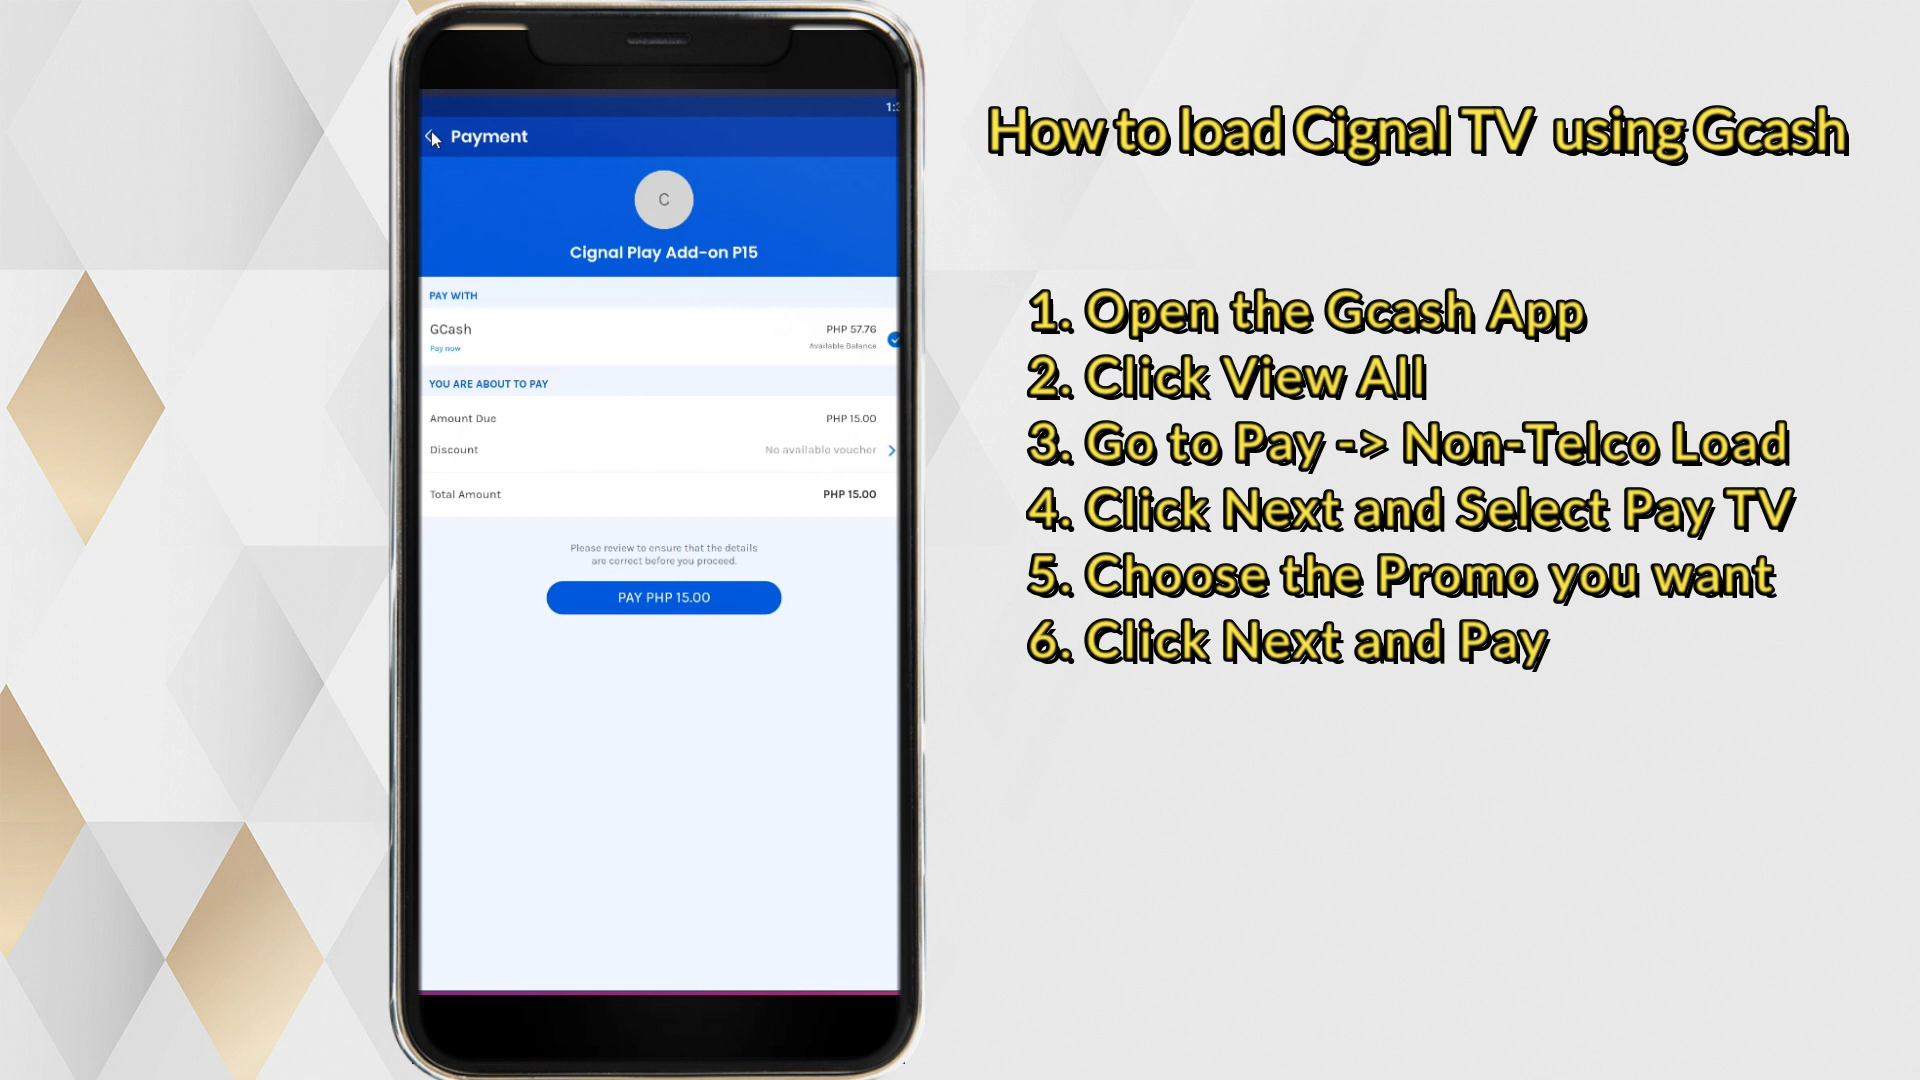 1:3
Payment
C
Cignal Play Add-on P15
PAY WITH
GCash
PHP 57.76
Pay now
Available Balance
YOU ARE ABOUT TO PAY
Amount Due
PHP 15.00
Discount
No available voucher
Total Amount
PHP 15.00
Please review to ensure that the details
are correct before you proceed.
PAY PHP 15.00
How to load Cignal TV using Gcash
1. Open the Gcash App
2. Click View All
3. Go to Pay -> Non-Telco Load
4. Click Next and Select Pay TV
5. Choose the Promo you want
6. Click Next and Pay